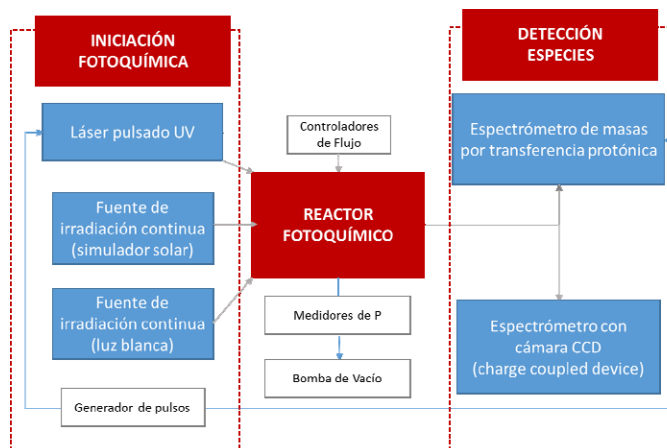 INICIACIÓN
FOTOQUÍMICA
DETECCIÓN
ESPECIES
Láser pulsado UV
Controladores
de Flujo
Espectrómetro de masas
por transferencia protónica
Fuente de
irradiación continua
(simulador solar)
REACTOR
FOTOQUÍMICO
Fuente de
irradiación continua
(luz blanca)
Medidores de P
Espectrómetro con
cámara CCD
(charge coupled device)
Bomba de Vacío
Generador de pulsos